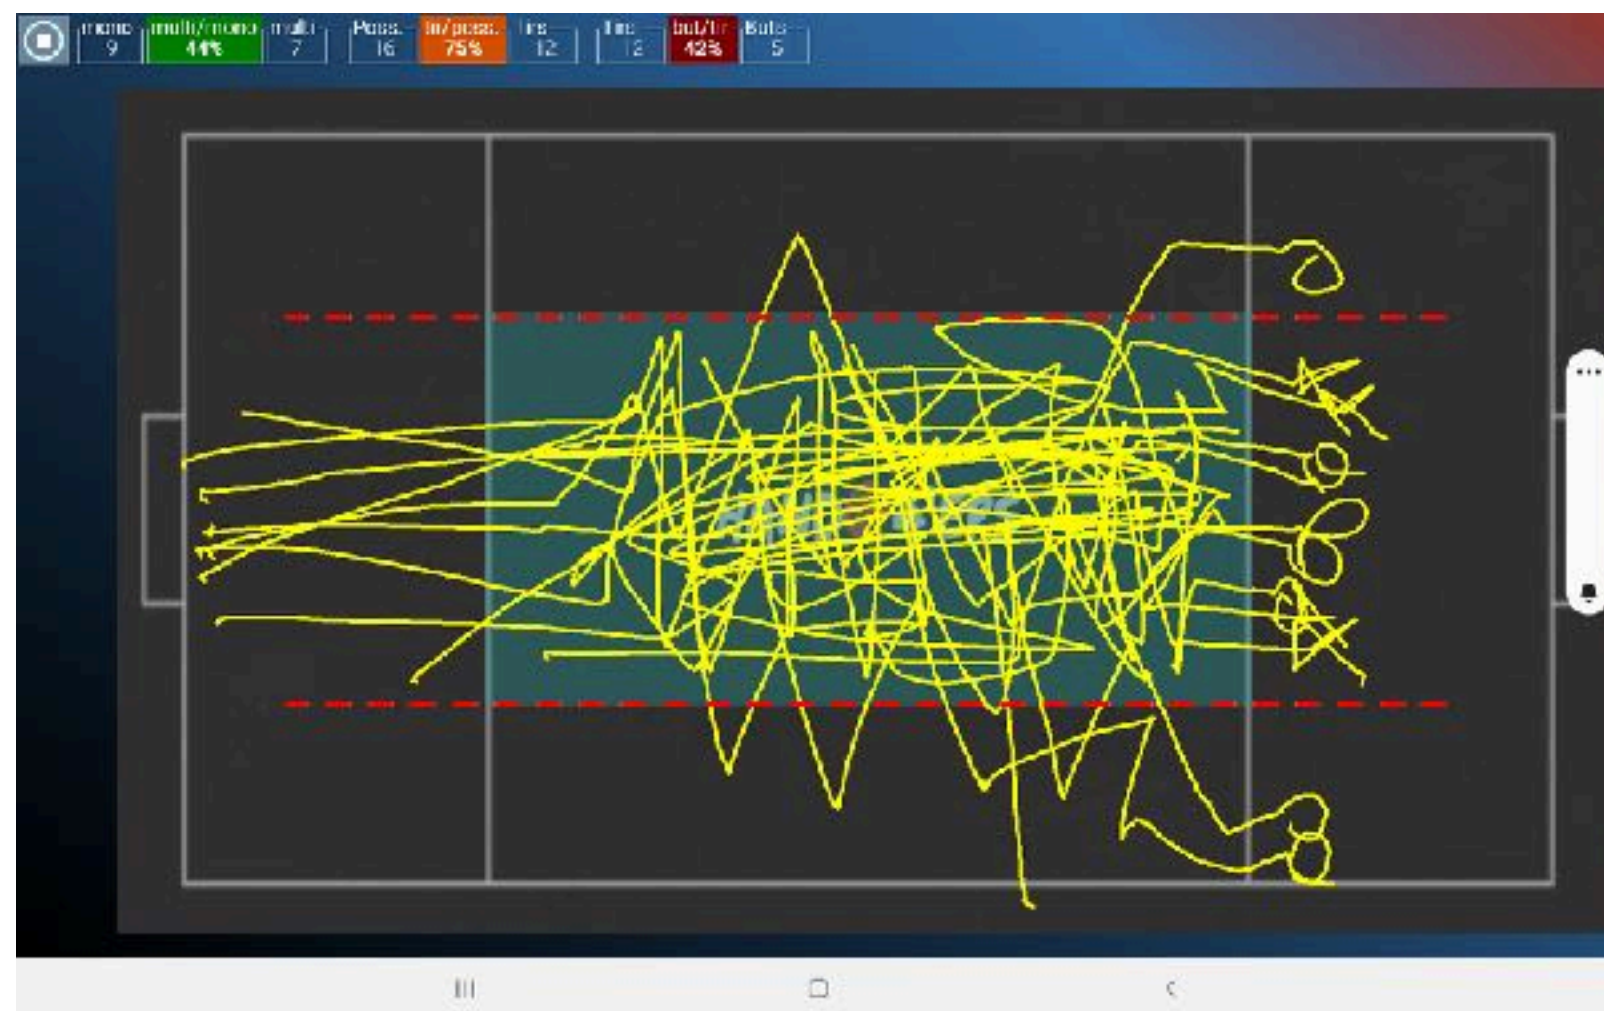 mono multi/mono multi Poss. tir/poss. Tirs Tirs but/tir Buts
9 44% 7 16 75% 12 12 42% 5